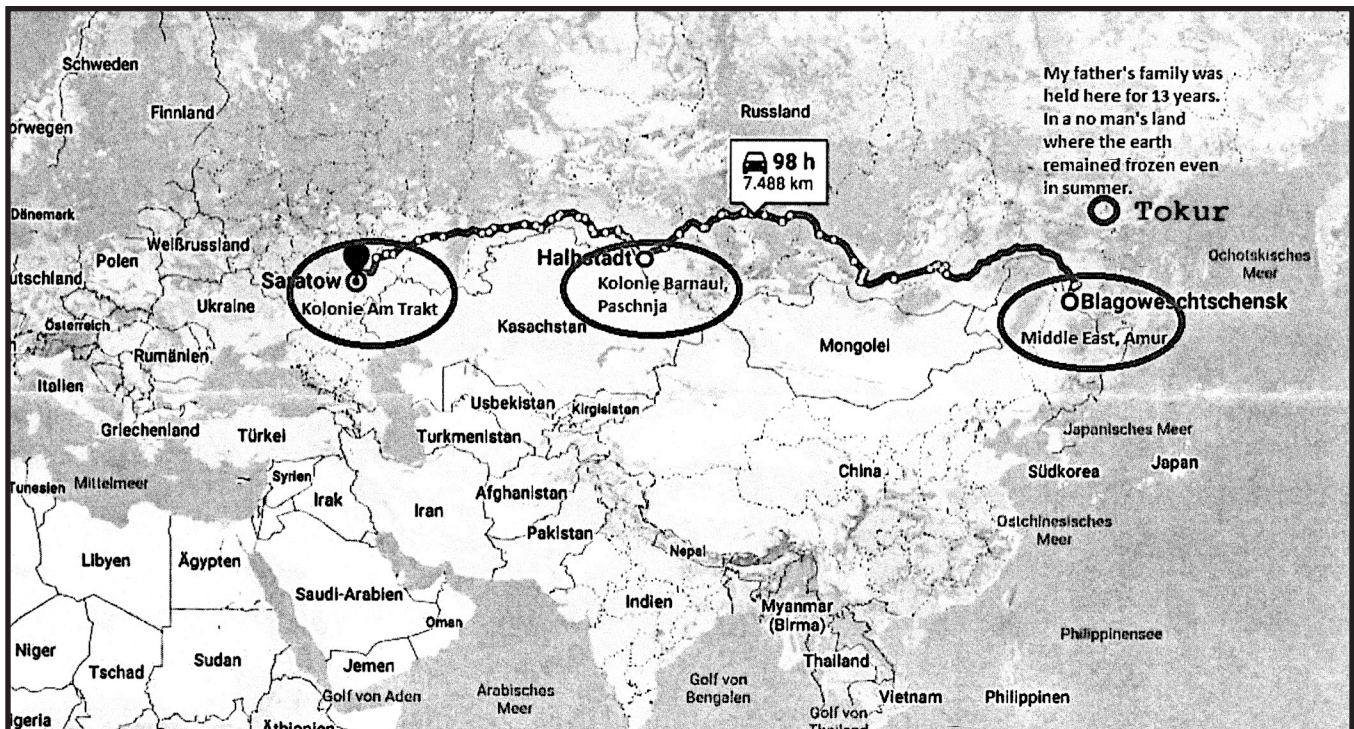 Schweden
Finnland
orwegen
Russland
My father's family was
held here for 13 years.
In a no man's land
where the earth
remained frozen even
in summer.
98 h
7.488 km
Tokur
Dänemark
Weißrussland
Polen
utschland
Ochotskisches
Meer
Saratow
Halbstadt
Kolonie Am Trakt
Kolonie Barnaul,
Paschnja
Blagoweschtschensk
Middle East, Amur
Ukraine
Österreich
Kasachstan
Mongolei
Rumänien
Italien
Usbekistan
Kirgisistan
Griechenland
Türkei
Turkmenistan
Japanisches Meer
Tunesien
Mittelmeer
Syrien
Irak
Iran
Afghanistan
China
Südkorea
Japan
Pakistan
Ostchinesisches
Meer
Libyen
Ägypten
Nepal
Saudi-Arabien
Oman
Indien
Myanmar
(Birma)
Philippinensee
Niger
Tschad
Sudan
Jemen
Thailand
Golf von Aden
Arabisches
Meer
Golf von
Bengalen
Vietnam
Philippinen
igeria
Äthiopien
Golf von
Thailand